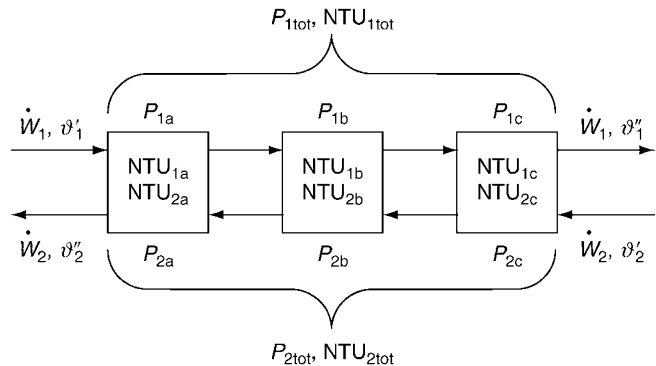 P1tot, NTU1tot
P1a P1b P1c
Ẇ1, ϑ′1 Ẇ1, ϑ″1
NTU1a NTU1b NTU1c
NTU2a NTU2b NTU2c
Ẇ2, ϑ″2 Ẇ2, ϑ′2
P2a P2b P2c
P2tot, NTU2tot